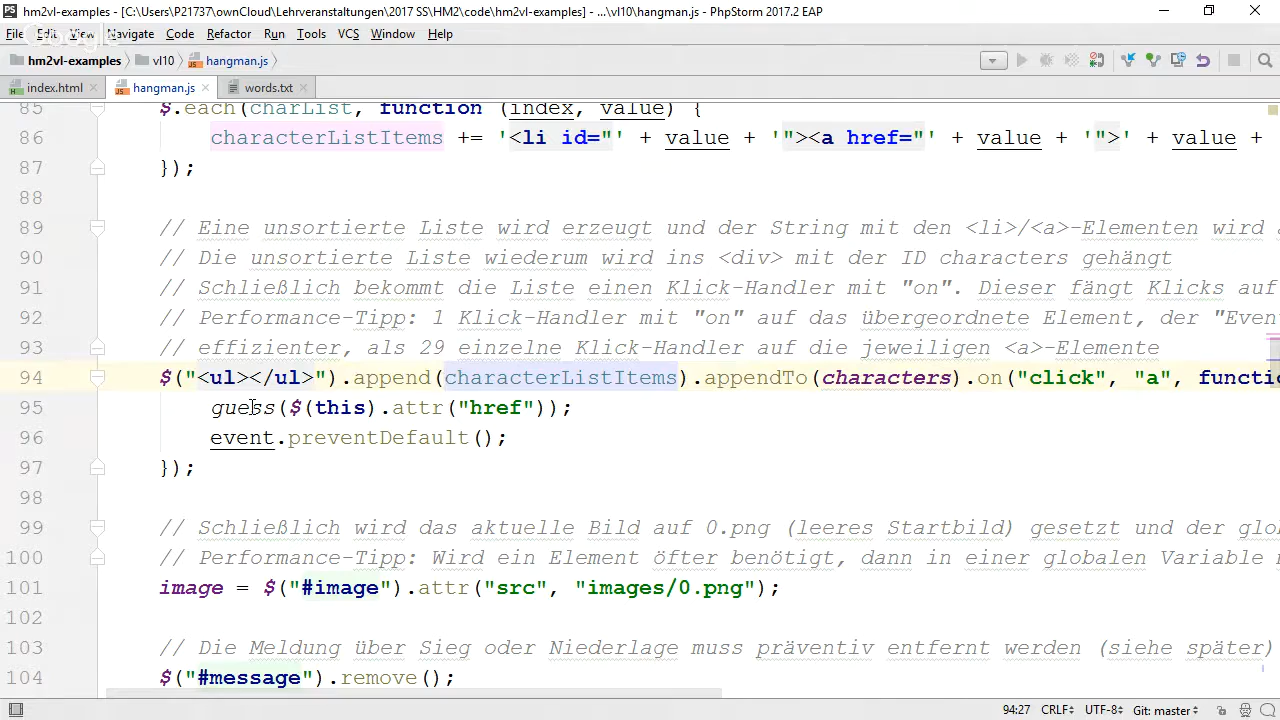 hm2vl-examples - [C:\Users\P21737\ownCloud\Lehrveranstaltungen\2017 SS\HM2\code\hm2vl-examples] - ...\vl10\hangman.js - PhpStorm 2017.2 EAP
File Edit View Navigate Code Refactor Run Tools VCS Window Help
Google
hm2vl-examples vl10 hangman.js
index.html hangman.js words.txt
85 $.each(charList, function (index, value) {
86 characterListItems += '<li id="' + value + '"><a href="' + value + '">' + value +
87 });
88
89 // Eine unsortierte Liste wird erzeugt und der String mit den <li>/<a>-Elementen wird
90 // Die unsortierte Liste wiederum wird ins <div> mit der ID characters gehängt
91 // Schließlich bekommt die Liste einen Klick-Handler mit "on". Dieser fängt Klicks auf
92 // Performance-Tipp: 1 Klick-Handler mit "on" auf das übergeordnete Element, der "Even
93 // effizienter, als 29 einzelne Klick-Handler auf die jeweiligen <a>-Elemente
94 $("<ul></ul>").append(characterListItems).appendTo(characters).on("click", "a", functio
95 guess($(this).attr("href"));
96 event.preventDefault();
97 });
98
99 // Schließlich wird das aktuelle Bild auf 0.png (leeres Startbild) gesetzt und der glo
100 // Performance-Tipp: Wird ein Element öfter benötigt, dann in einer globalen Variable
101 image = $("#image").attr("src", "images/0.png");
102
103 // Die Meldung über Sieg oder Niederlage muss präventiv entfernt werden (siehe später)
104 $("#message").remove();
94:27 CRLF UTF-8 Git: master